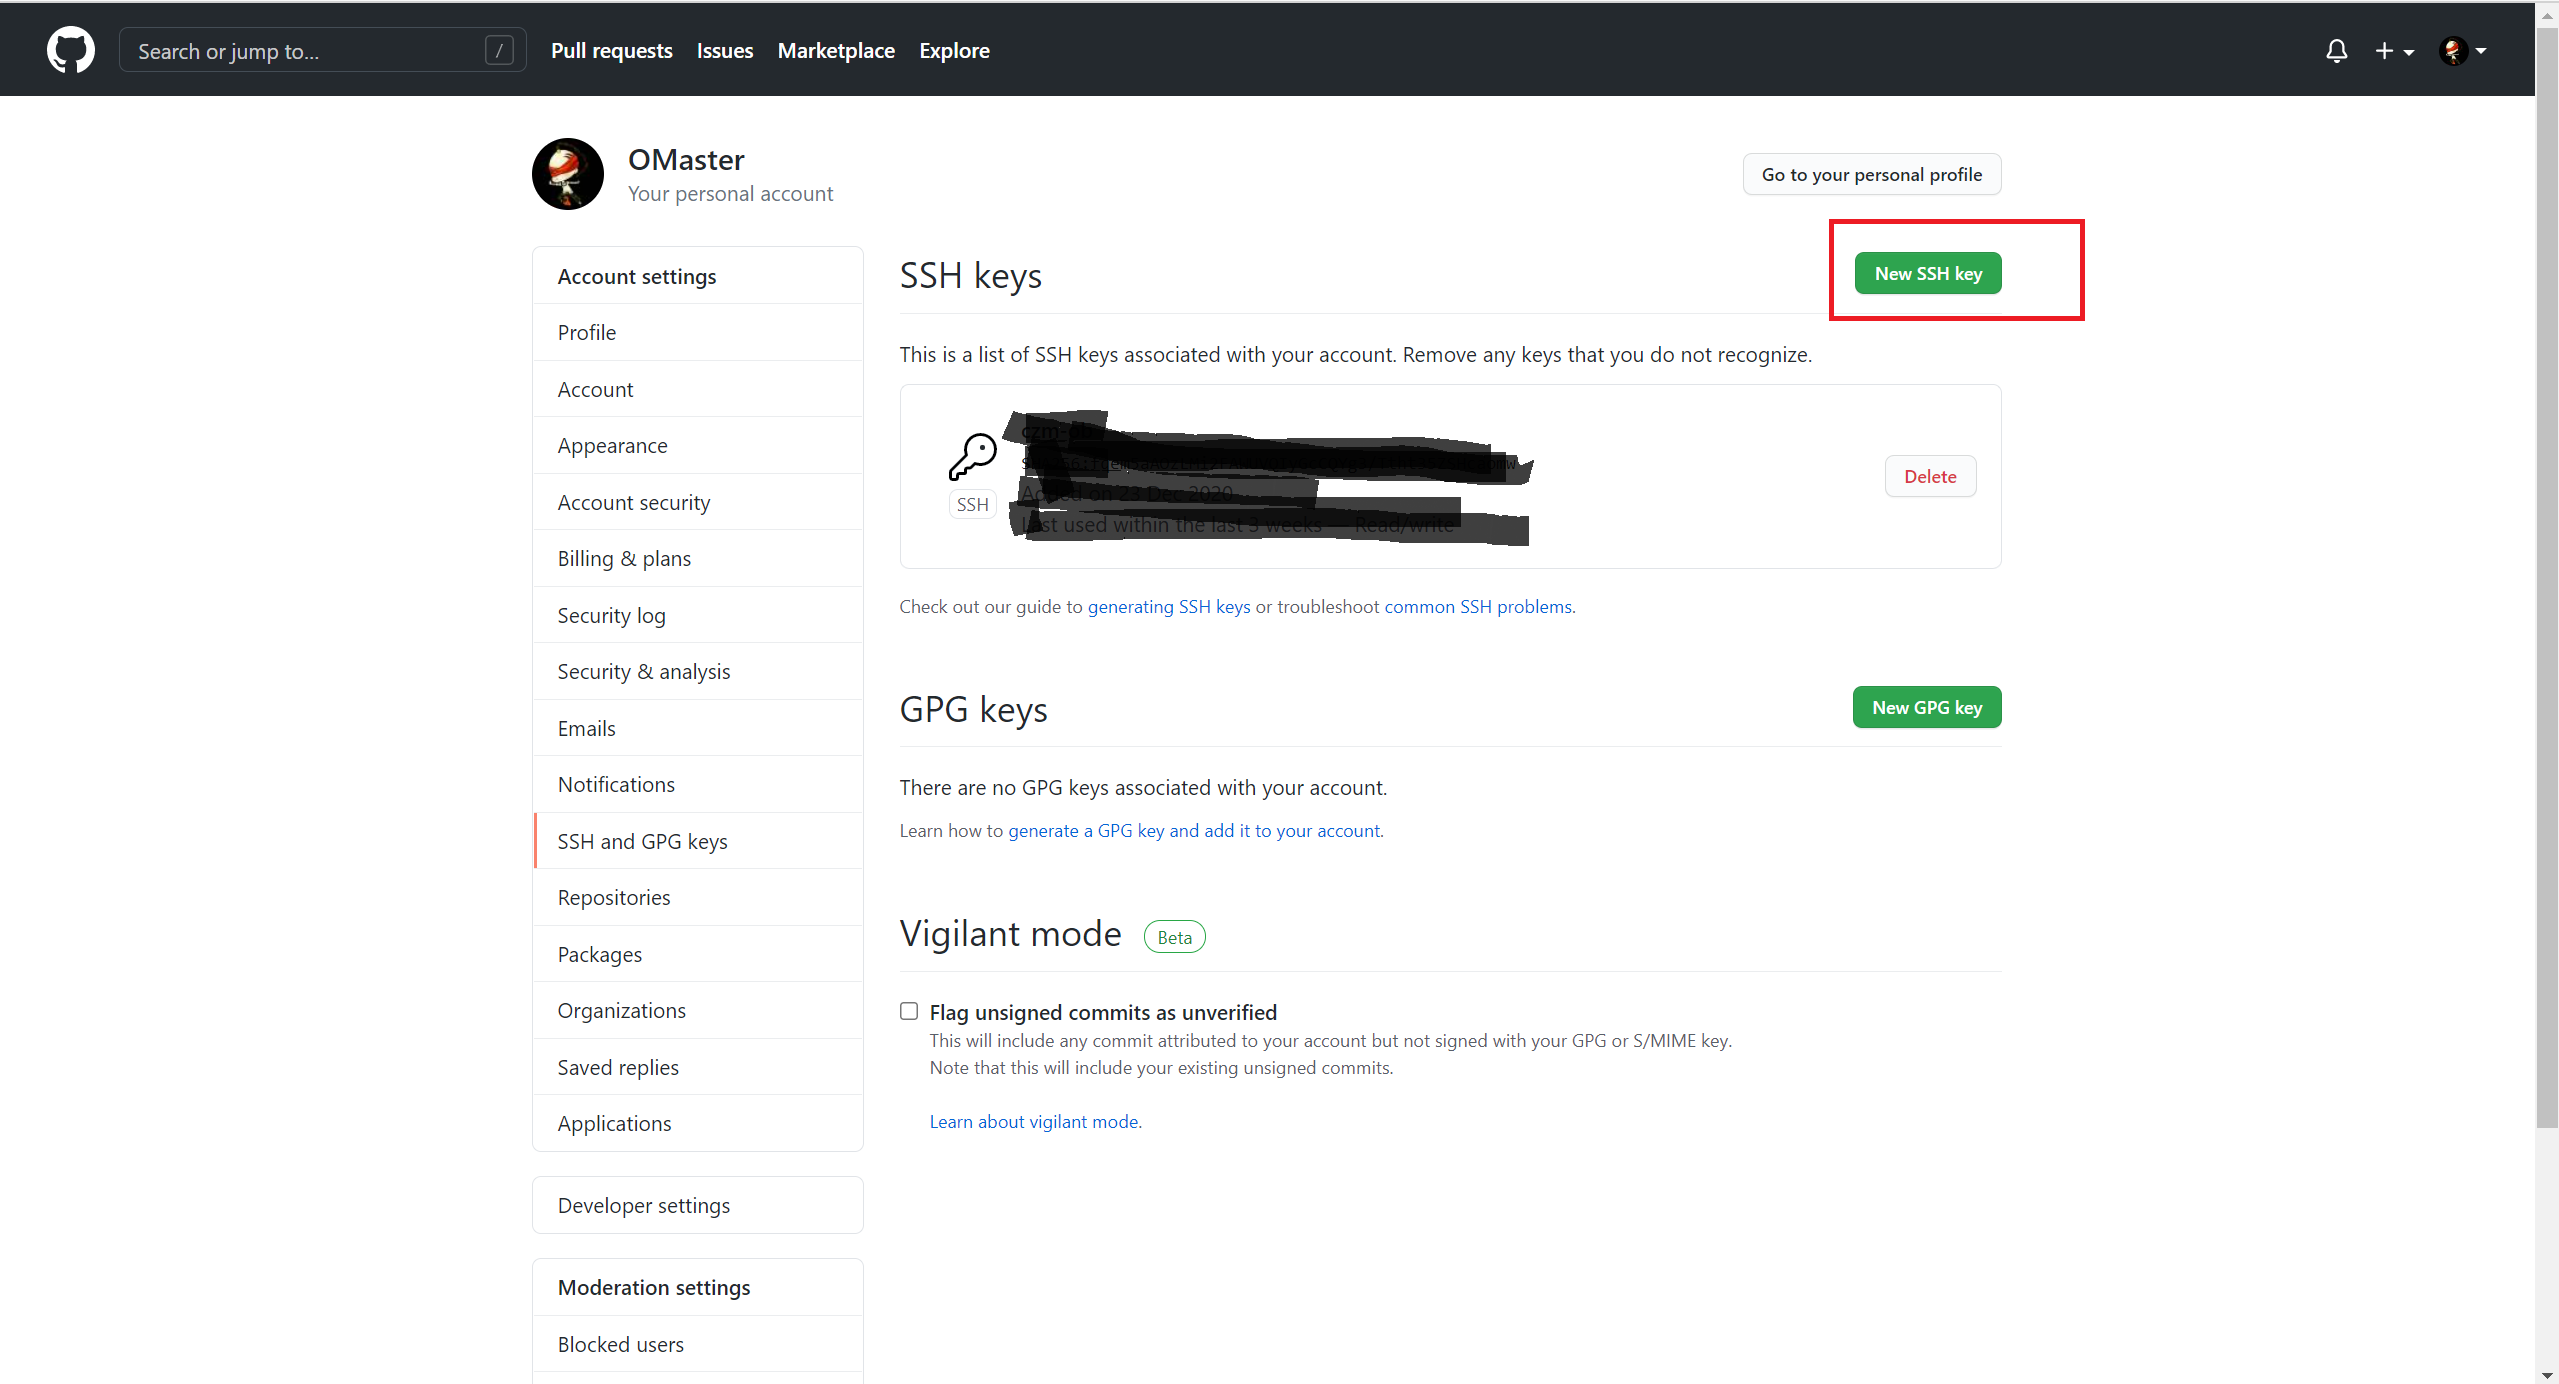 Search or jump to...
/
Pull requests
Issues
Marketplace
Explore
OMaster
Your personal account
Go to your personal profile
Account settings
Profile
Account
Appearance
Account security
Billing & plans
Security log
Security & analysis
Emails
Notifications
SSH and GPG keys
Repositories
Packages
Organizations
Saved replies
Applications
Developer settings
Moderation settings
Blocked users
SSH keys
New SSH key
This is a list of SSH keys associated with your account. Remove any keys that you do not recognize.
SSH
Added on 23 Dec 2020
Last used within the last 3 weeks — Read/write
Delete
Check out our guide to generating SSH keys or troubleshoot common SSH problems.
GPG keys
New GPG key
There are no GPG keys associated with your account.
Learn how to generate a GPG key and add it to your account.
Vigilant mode
Beta
Flag unsigned commits as unverified
This will include any commit attributed to your account but not signed with your GPG or S/MIME key.
Note that this will include your existing unsigned commits.
Learn about vigilant mode.